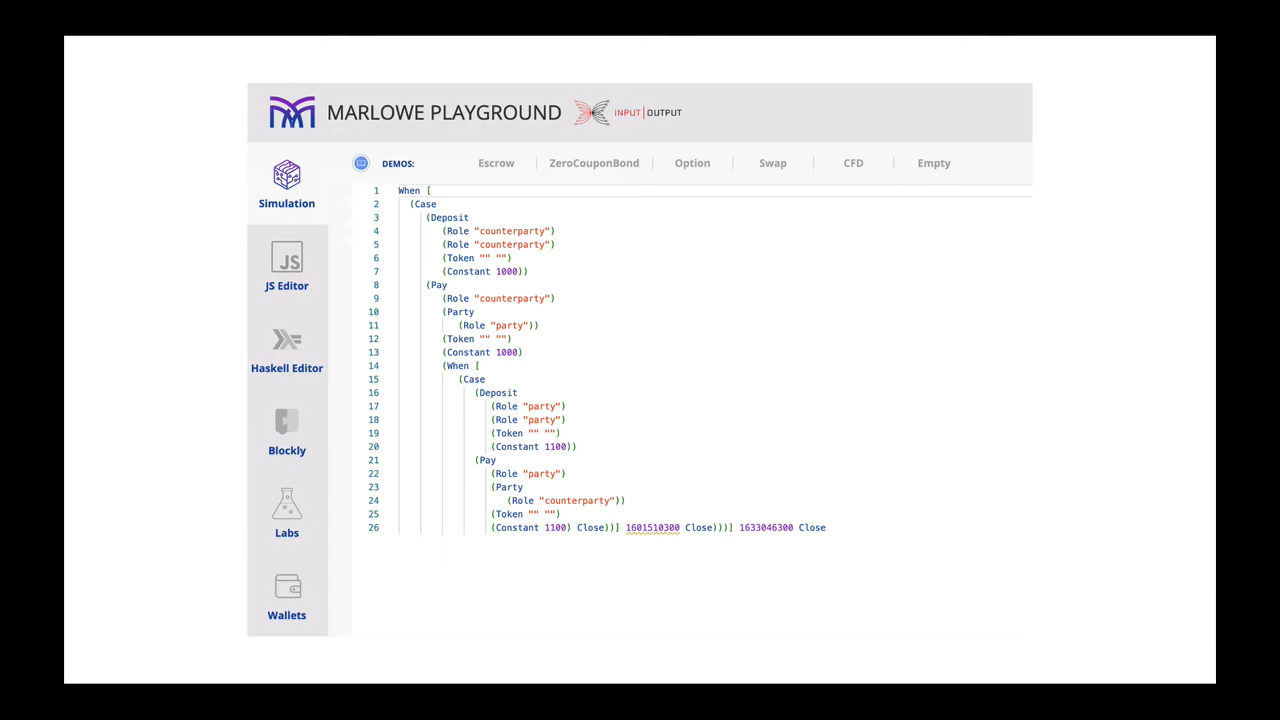 MARLOWE PLAYGROUND INPUT|OUTPUT
DEMOS: Escrow ZeroCouponBond Option Swap CFD Empty
Simulation
JS
JS Editor
Haskell Editor
Blockly
Labs
Wallets
1 When [
2 (Case
3 (Deposit
4 (Role "counterparty")
5 (Role "counterparty")
6 (Token "" "")
7 (Constant 1000))
8 (Pay
9 (Role "counterparty")
10 (Party
11 (Role "party"))
12 (Token "" "")
13 (Constant 1000)
14 (When [
15 (Case
16 (Deposit
17 (Role "party")
18 (Role "party")
19 (Token "" "")
20 (Constant 1100))
21 (Pay
22 (Role "party")
23 (Party
24 (Role "counterparty"))
25 (Token "" "")
26 (Constant 1100) Close))] 1601510300 Close)))] 1633046300 Close